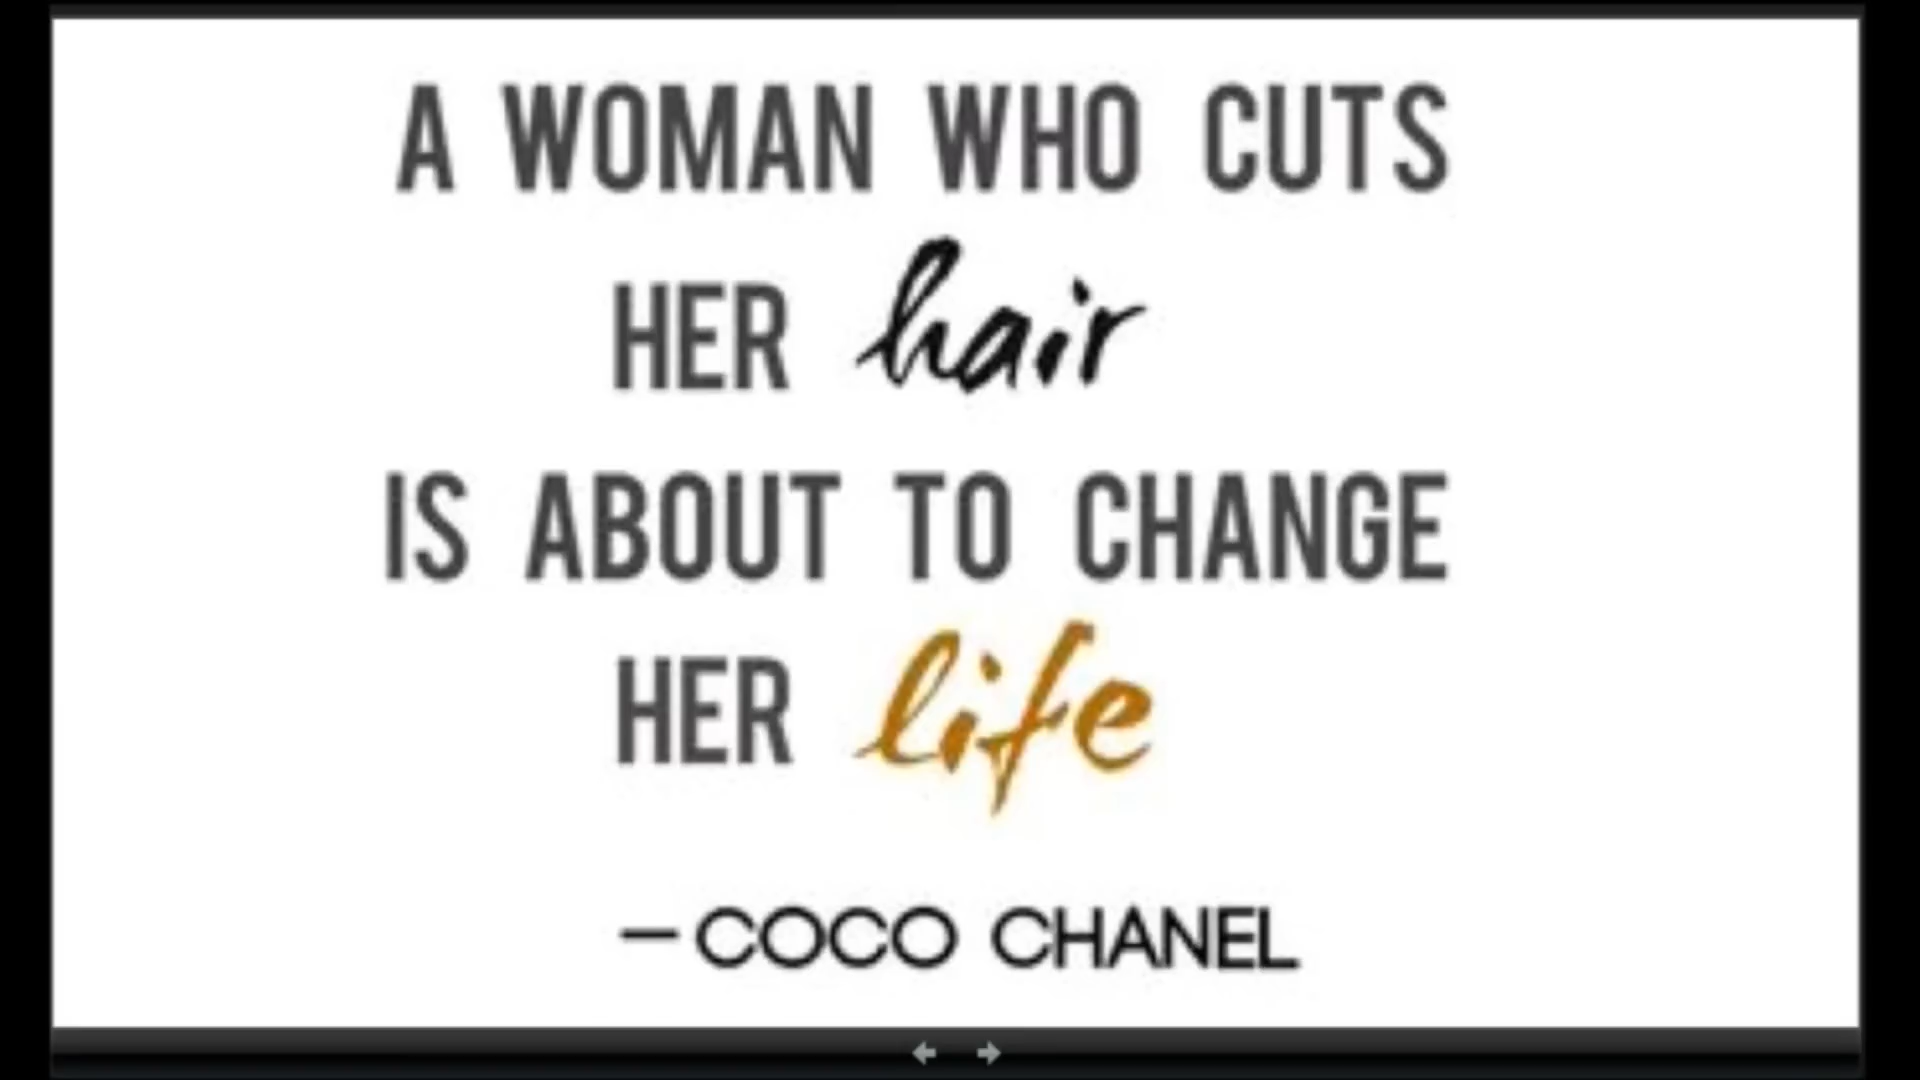 A WOMAN WHO CUTS
HER hair
IS ABOUT TO CHANGE
HER life
—COCO CHANEL